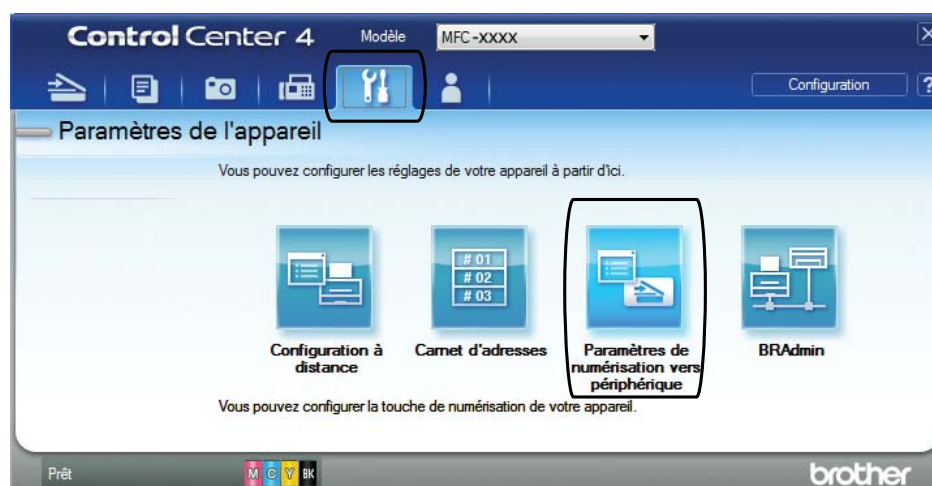 Control Center 4 Modèle MFC-XXXX X
Configuration ?
Paramètres de l'appareil
Vous pouvez configurer les réglages de votre appareil à partir d'ici.
# 01
# 02
# 03
Configuration à
distance
Carnet d'adresses
Paramètres de
numérisation vers
périphérique
BRAdmin
Vous pouvez configurer la touche de numérisation de votre appareil.
Prêt M C Y BK brother